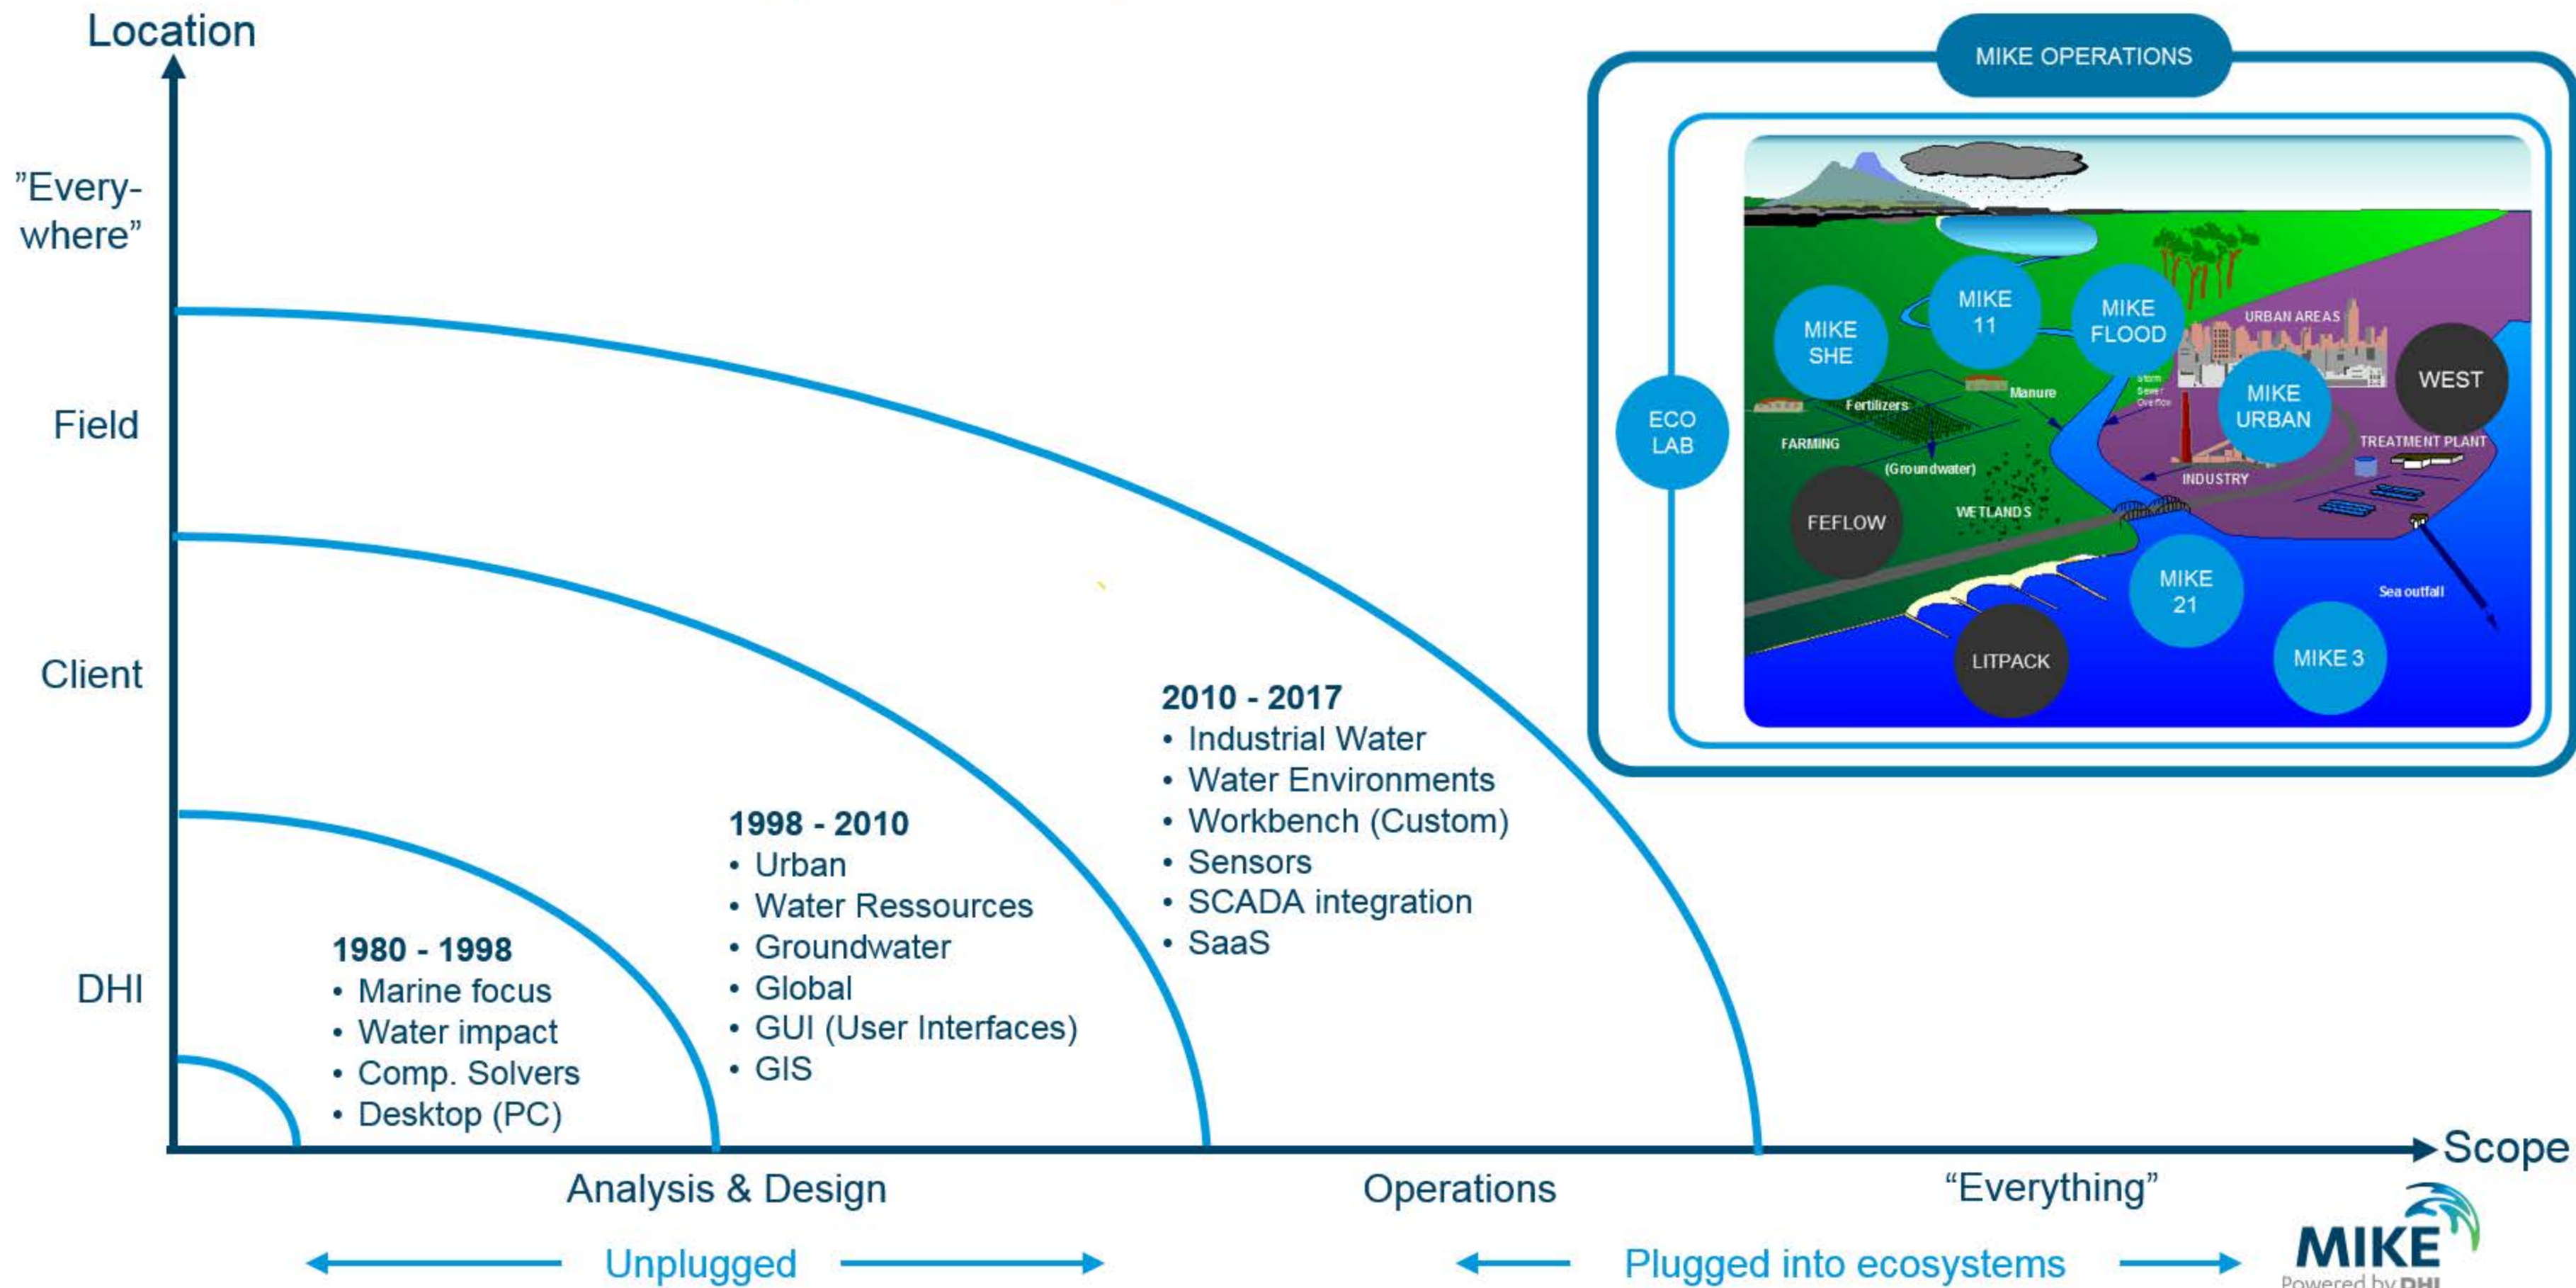 Location
"Every-
where"
Field
Client
DHI
1980 - 1998
• Marine focus
• Water impact
• Comp. Solvers
• Desktop (PC)
1998 - 2010
• Urban
• Water Ressources
• Groundwater
• Global
• GUI (User Interfaces)
• GIS
2010 - 2017
• Industrial Water
• Water Environments
• Workbench (Custom)
• Sensors
• SCADA integration
• SaaS
MIKE OPERATIONS
ECO
LAB
MIKE
SHE
MIKE
11
MIKE
FLOOD
URBAN AREAS
WEST
MIKE
URBAN
Storm
Sewer
Overflow
Manure
Fertilizers
FARMING
(Groundwater)
TREATMENT PLANT
INDUSTRY
FEFLOW
WETLANDS
MIKE
21
Sea outfall
LITPACK
MIKE 3
Scope
Analysis & Design
Operations
"Everything"
Unplugged
Plugged into ecosystems
MIKE
Powered by DHI